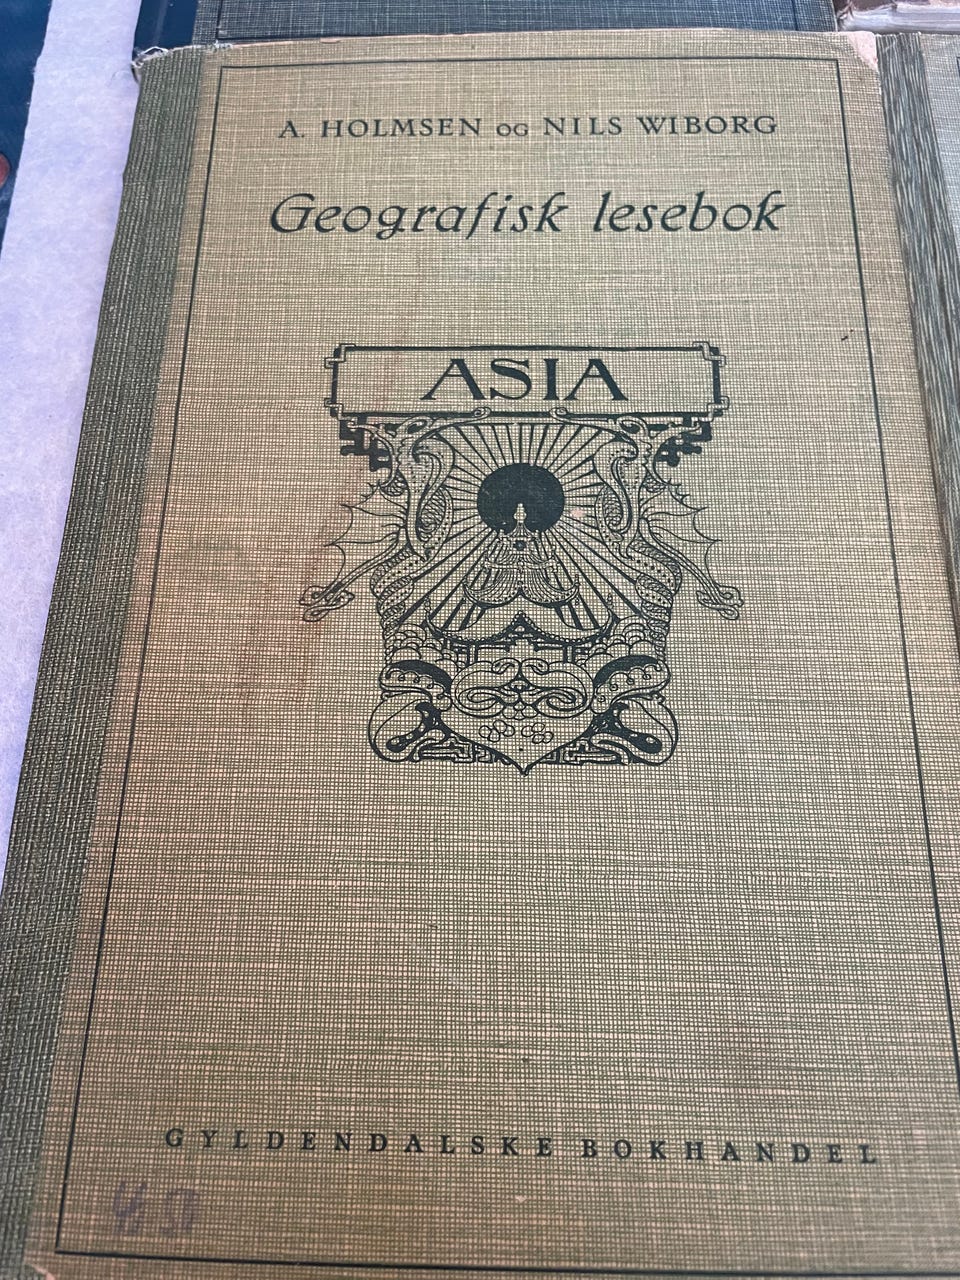 A. HOLMSEN OG NILS WIBORG
Geografisk lesebok
ASIA
GYLDENDALSKE BOKHANDEL